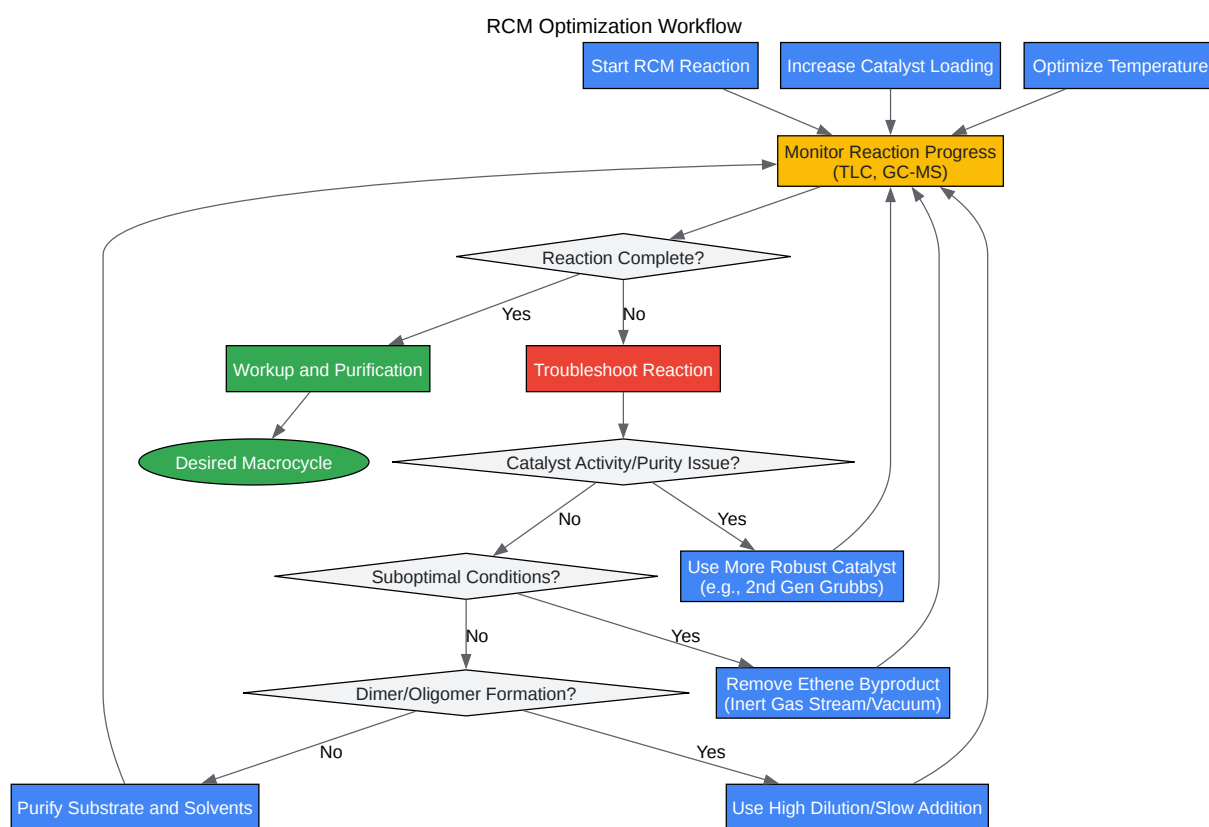 RCM Optimization Workflow
Start RCM Reaction
Increase Catalyst Loading
Optimize Temperature
Monitor Reaction Progress
(TLC, GC-MS)
Reaction Complete?
Yes
No
Workup and Purification
Troubleshoot Reaction
Desired Macrocycle
Catalyst Activity/Purity Issue?
No
Yes
Suboptimal Conditions?
Use More Robust Catalyst
(e.g., 2nd Gen Grubbs)
No
Yes
Dimer/Oligomer Formation?
Remove Ethene Byproduct
(Inert Gas Stream/Vacuum)
No
Yes
Purify Substrate and Solvents
Use High Dilution/Slow Addition